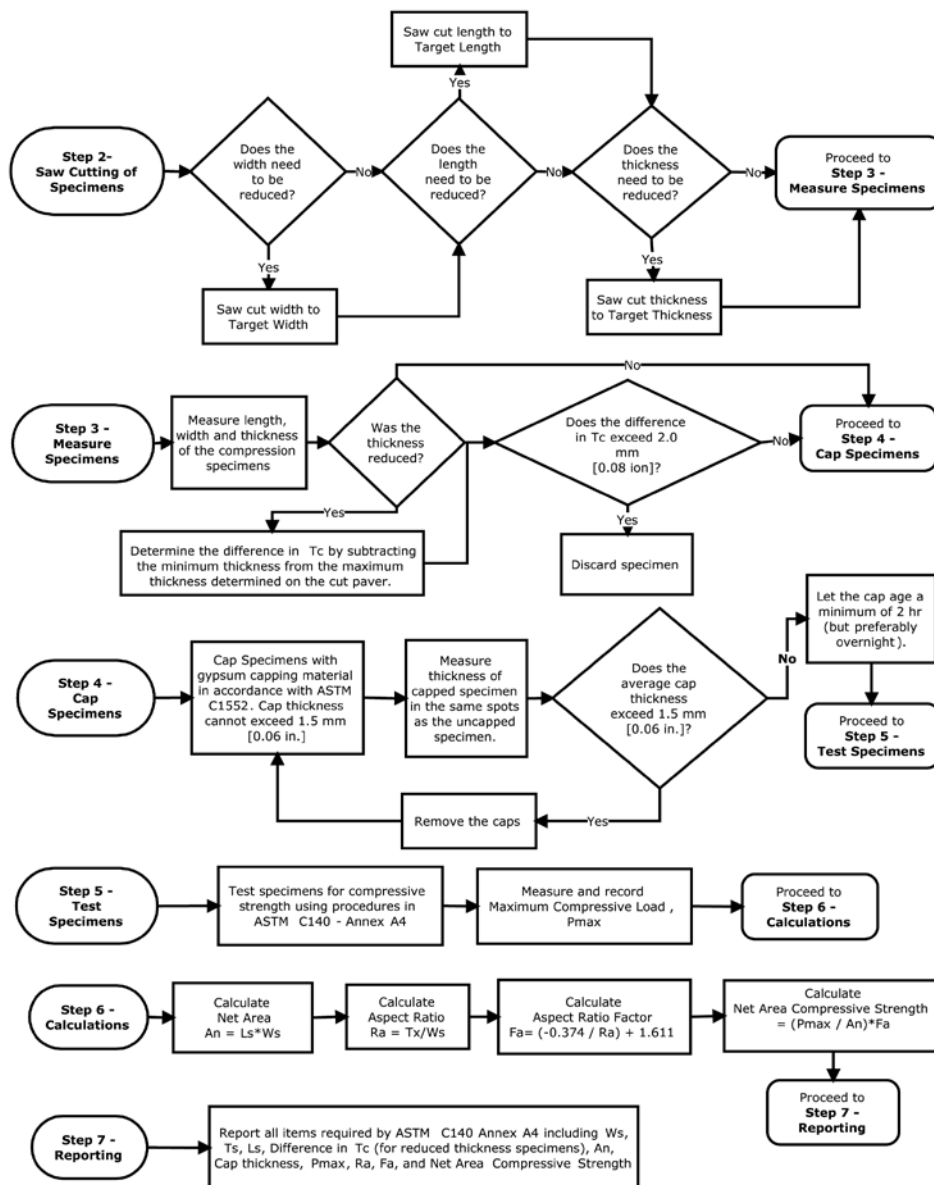 Saw cut length to
Target Length
Yes
Step 2-
Saw Cutting of
Specimens
Does the
width need
to be
reduced?
No
Does the
length
need to be
reduced?
No
Does the
thickness
need to be
reduced?
No
Proceed to
Step 3 -
Measure Specimens
Yes
Saw cut width to
Target Width
Yes
Saw cut thickness
to Target Thickness
No
Step 3 -
Measure
Specimens
Measure length,
width and thickness
of the compression
specimens
Was the
thickness
reduced?
Does the difference
in Tc exceed 2.0
mm
[0.08 ion]?
No
Proceed to
Step 4 -
Cap Specimens
Yes
Determine the difference in Tc by subtracting
the minimum thickness from the maximum
thickness determined on the cut paver.
Yes
Discard specimen
Let the cap age a
minimum of 2 hr
(but preferably
overnight).
Step 4 -
Cap
Specimens
Cap Specimens with
gypsum capping material
in accordance with ASTM
C1552. Cap thickness
cannot exceed 1.5 mm
[0.06 in.]
Measure
thickness of
capped specimen
in the same spots
as the uncapped
specimen.
Does the
average cap
thickness
exceed 1.5 mm
[0.06 in.]?
No
Proceed to
Step 5 -
Test Specimens
Remove the caps
Yes
Step 5 -
Test
Specimens
Test specimens for compressive
strength using procedures in
ASTM C140 - Annex A4
Measure and record
Maximum Compressive Load ,
Pmax
Proceed to
Step 6 -
Calculations
Step 6 -
Calculations
Calculate
Net Area
An = Ls*Ws
Calculate
Aspect Ratio
Ra = Tx/Ws
Calculate
Aspect Ratio Factor
Fa= (-0.374 / Ra) + 1.611
Calculate
Net Area Compressive Strength
= (Pmax / An)*Fa
Proceed to
Step 7 -
Reporting
Step 7 -
Reporting
Report all items required by ASTM C140 Annex A4 including Ws,
Ts, Ls, Difference in Tc (for reduced thickness specimens), An,
Cap thickness, Pmax, Ra, Fa, and Net Area Compressive Strength